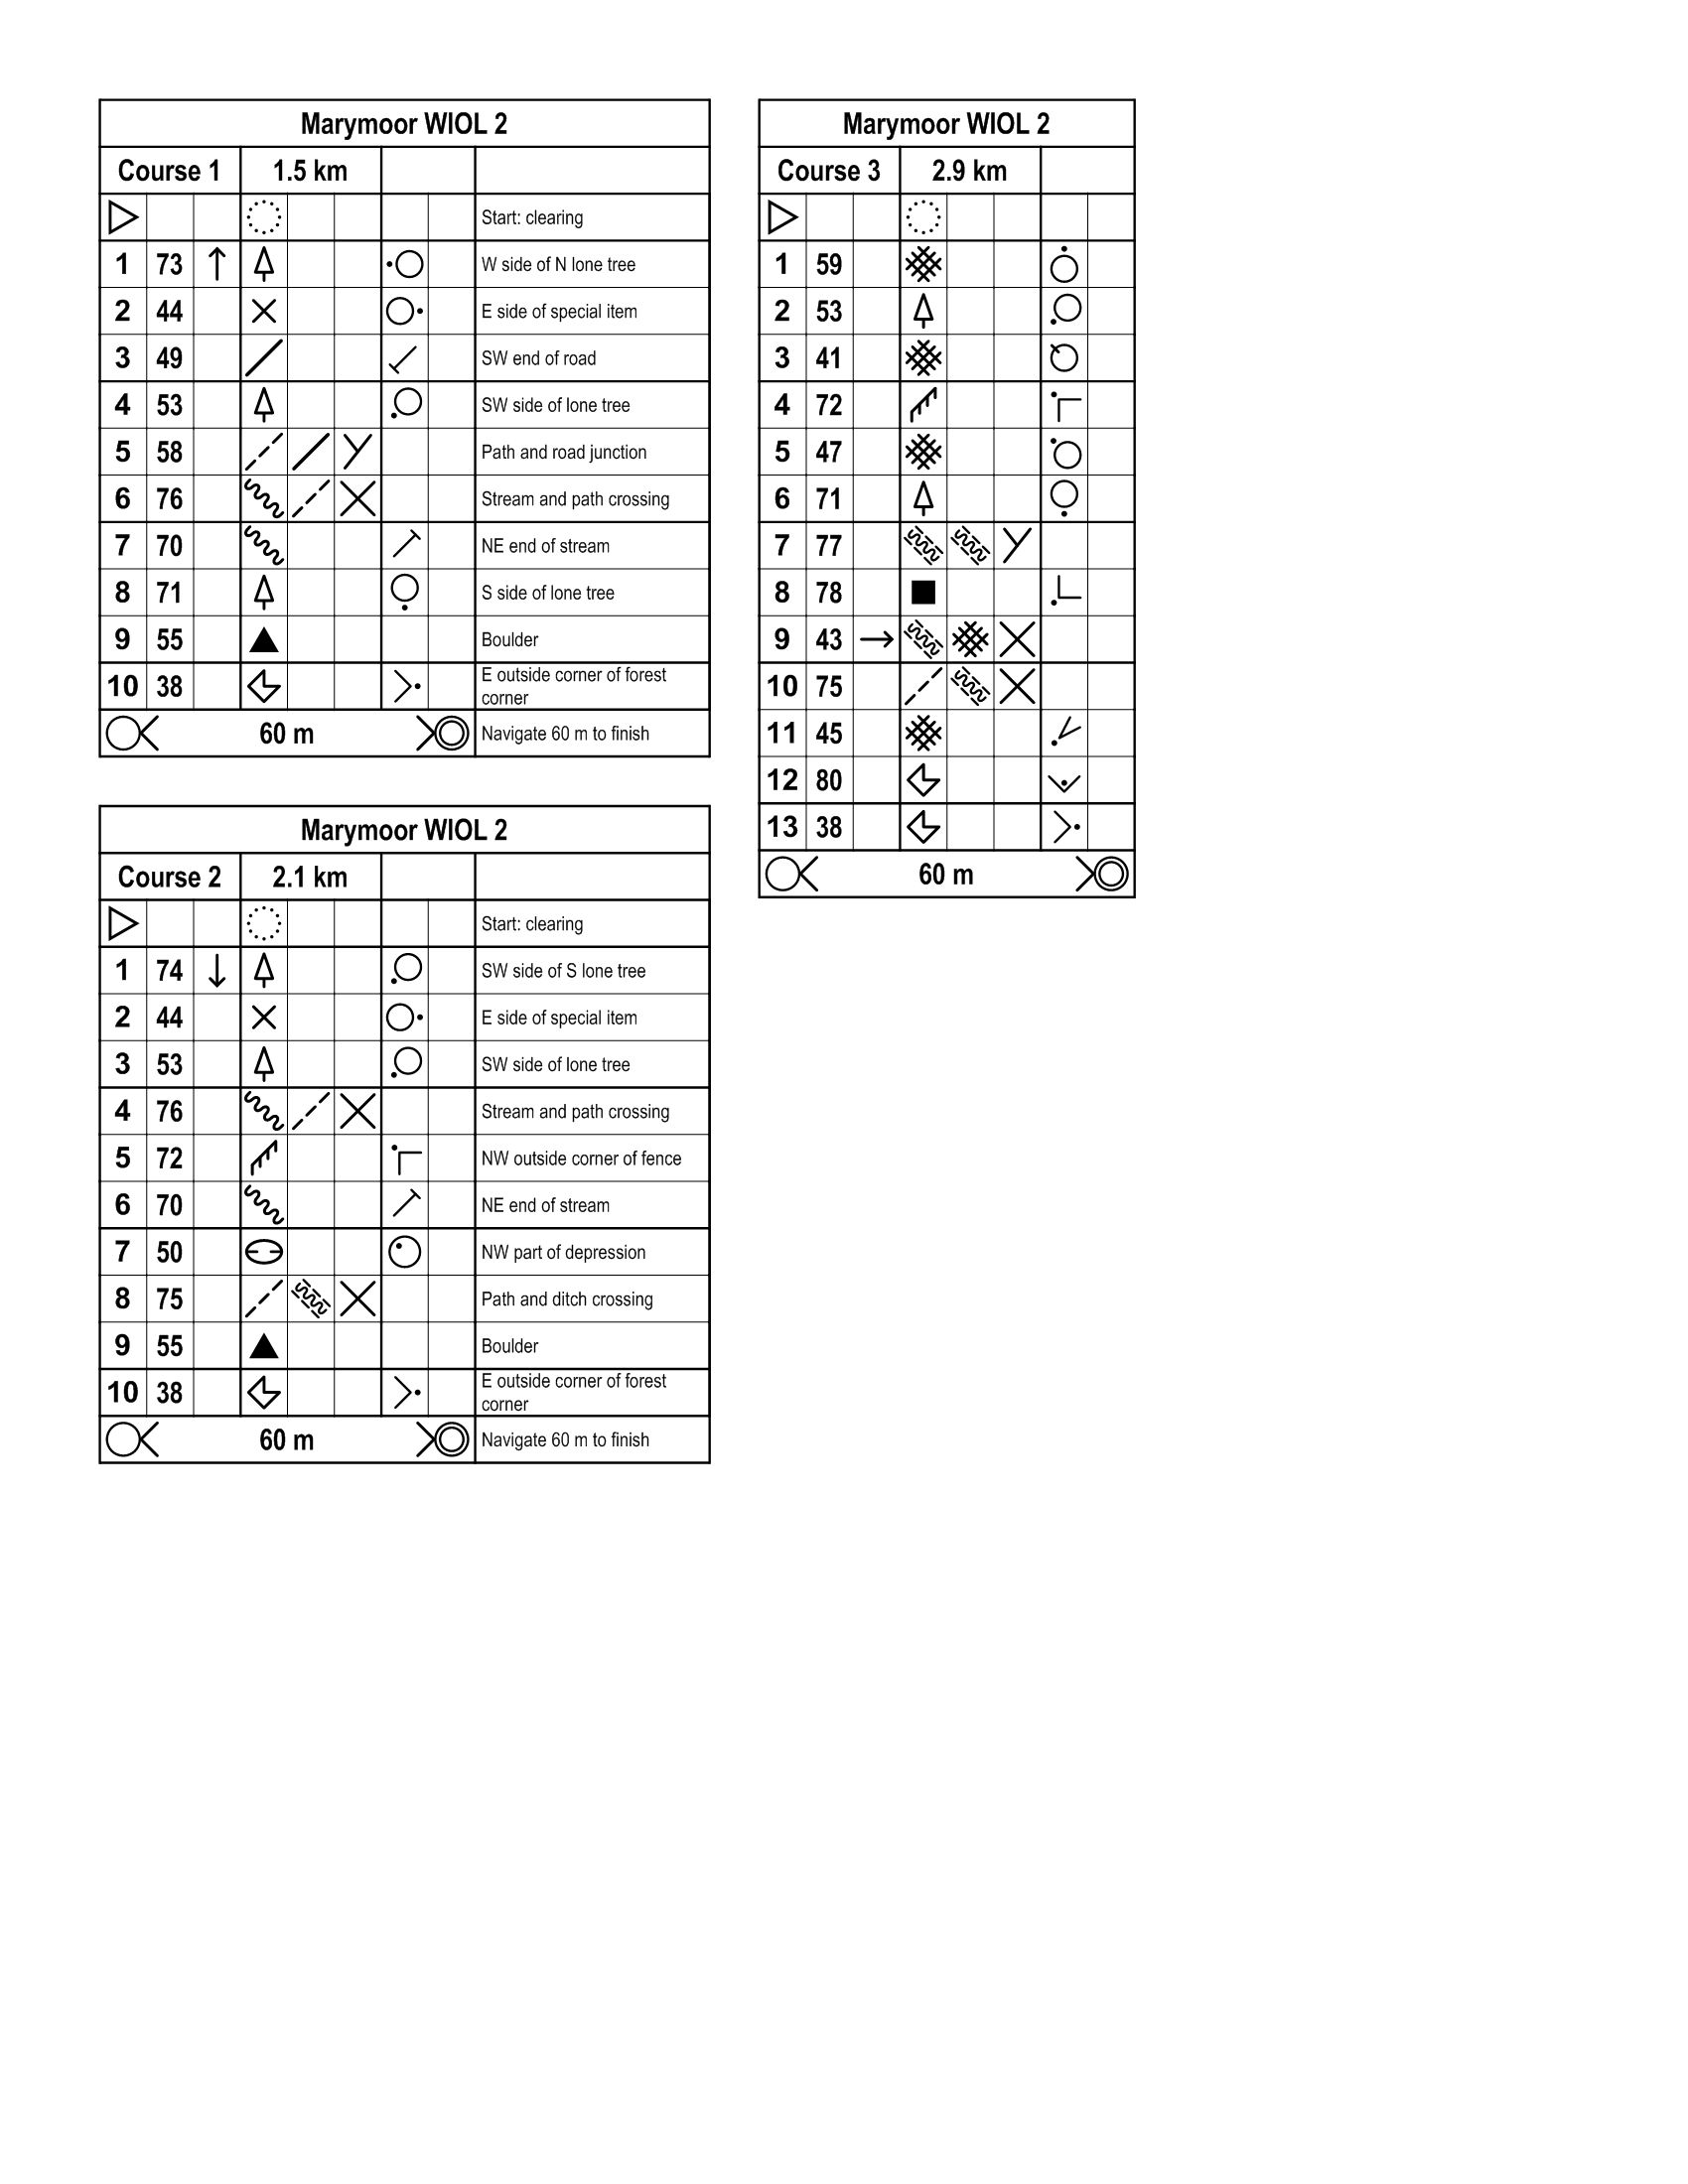 Marymoor WIOL 2
Course 1 1.5 km
Start: clearing
1 73 W side of N lone tree
2 44 E side of special item
3 49 SW end of road
4 53 SW side of lone tree
5 58 Path and road junction
6 76 Stream and path crossing
7 70 NE end of stream
8 71 S side of lone tree
9 55 Boulder
10 38 E outside corner of forest
corner
60 m Navigate 60 m to finish
Marymoor WIOL 2
Course 2 2.1 km
Start: clearing
1 74 SW side of S lone tree
2 44 E side of special item
3 53 SW side of lone tree
4 76 Stream and path crossing
5 72 NW outside corner of fence
6 70 NE end of stream
7 50 NW part of depression
8 75 Path and ditch crossing
9 55 Boulder
10 38 E outside corner of forest
corner
60 m Navigate 60 m to finish
Marymoor WIOL 2
Course 3 2.9 km
1 59
2 53
3 41
4 72
5 47
6 71
7 77
8 78
9 43
10 75
11 45
12 80
13 38
60 m